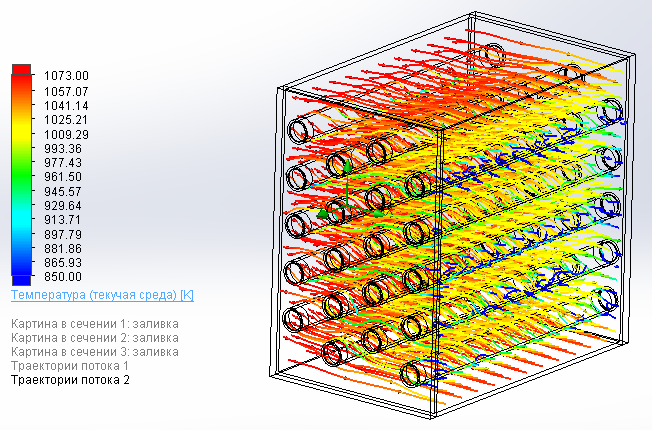 1073.00
1057.07
1041.14
1025.21
1009.29
993.36
977.43
961.50
945.57
929.64
913.71
897.79
881.86
865.93
850.00
Температура (текучая среда) [K]
Картина в сечении 1: заливка
Картина в сечении 2: заливка
Картина в сечении 3: заливка
Траектории потока 1
Траектории потока 2